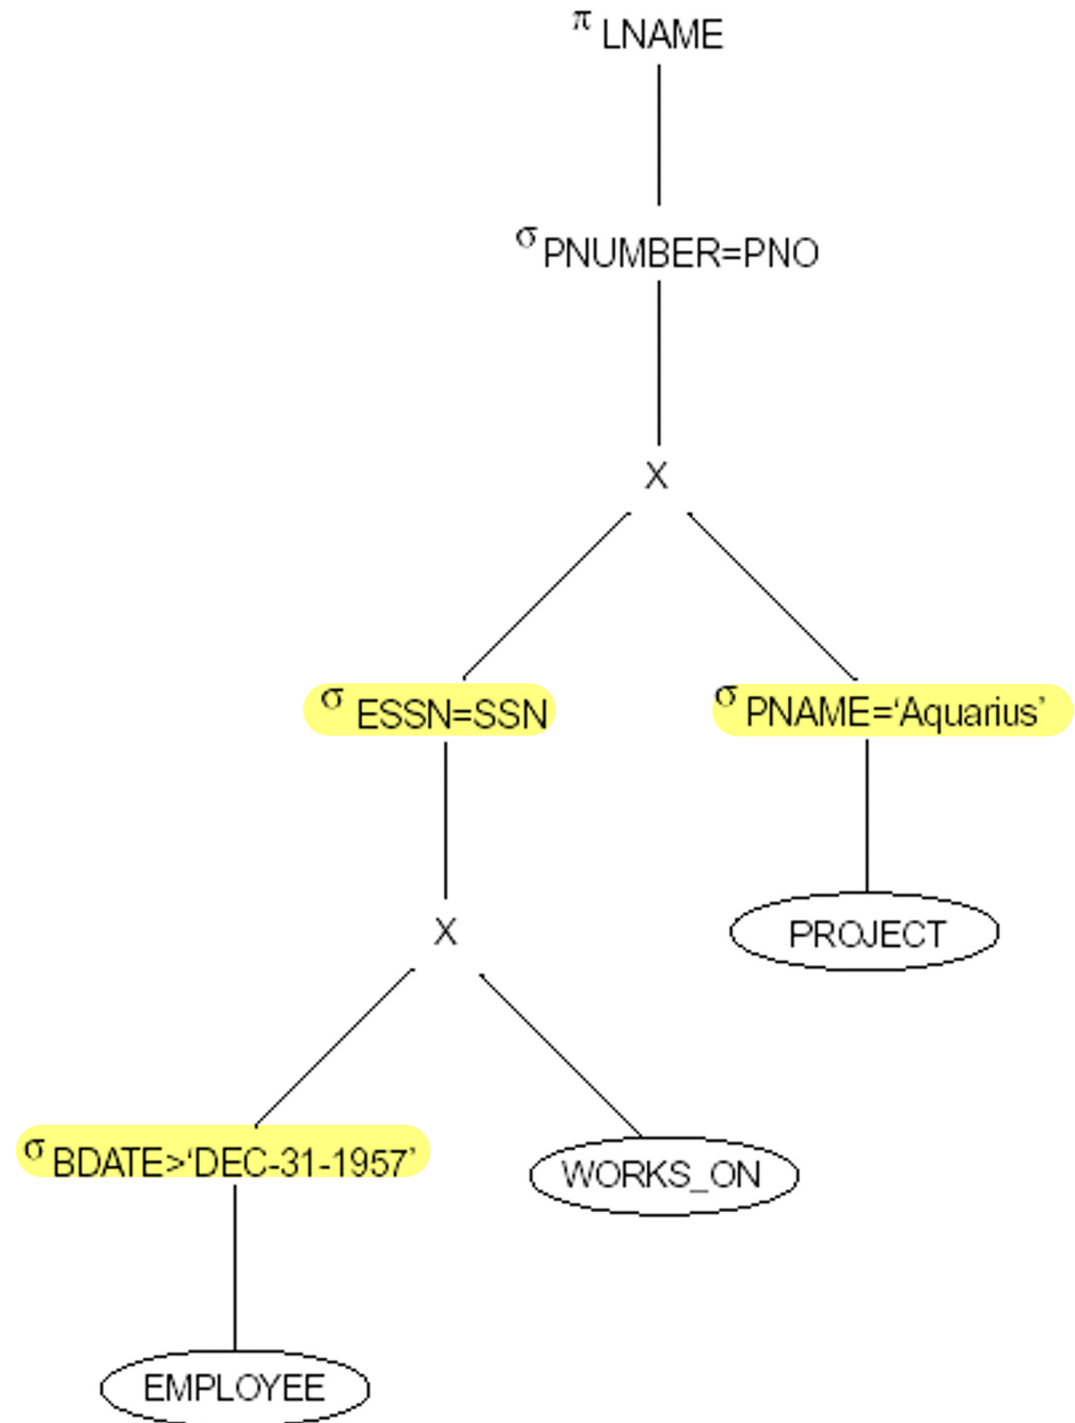 π LNAME
σ PNUMBER=PNO
X
σ ESSN=SSN
σ PNAME=‘Aquarius’
X
PROJECT
σ BDATE>‘DEC-31-1957’
WORKS_ON
EMPLOYEE